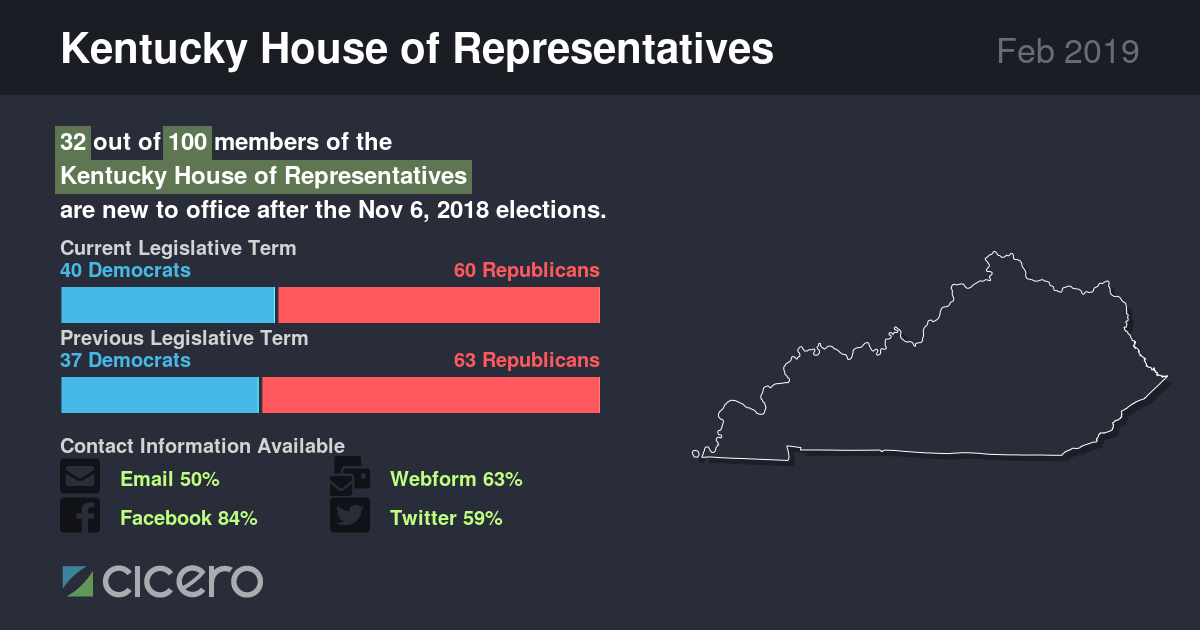 Kentucky House of Representatives
Feb 2019
32 out of 100 members of the
Kentucky House of Representatives
are new to office after the Nov 6, 2018 elections.
Current Legislative Term
40 Democrats 60 Republicans
Previous Legislative Term
37 Democrats 63 Republicans
Contact Information Available
Email 50% Webform 63%
Facebook 84% Twitter 59%
cicero